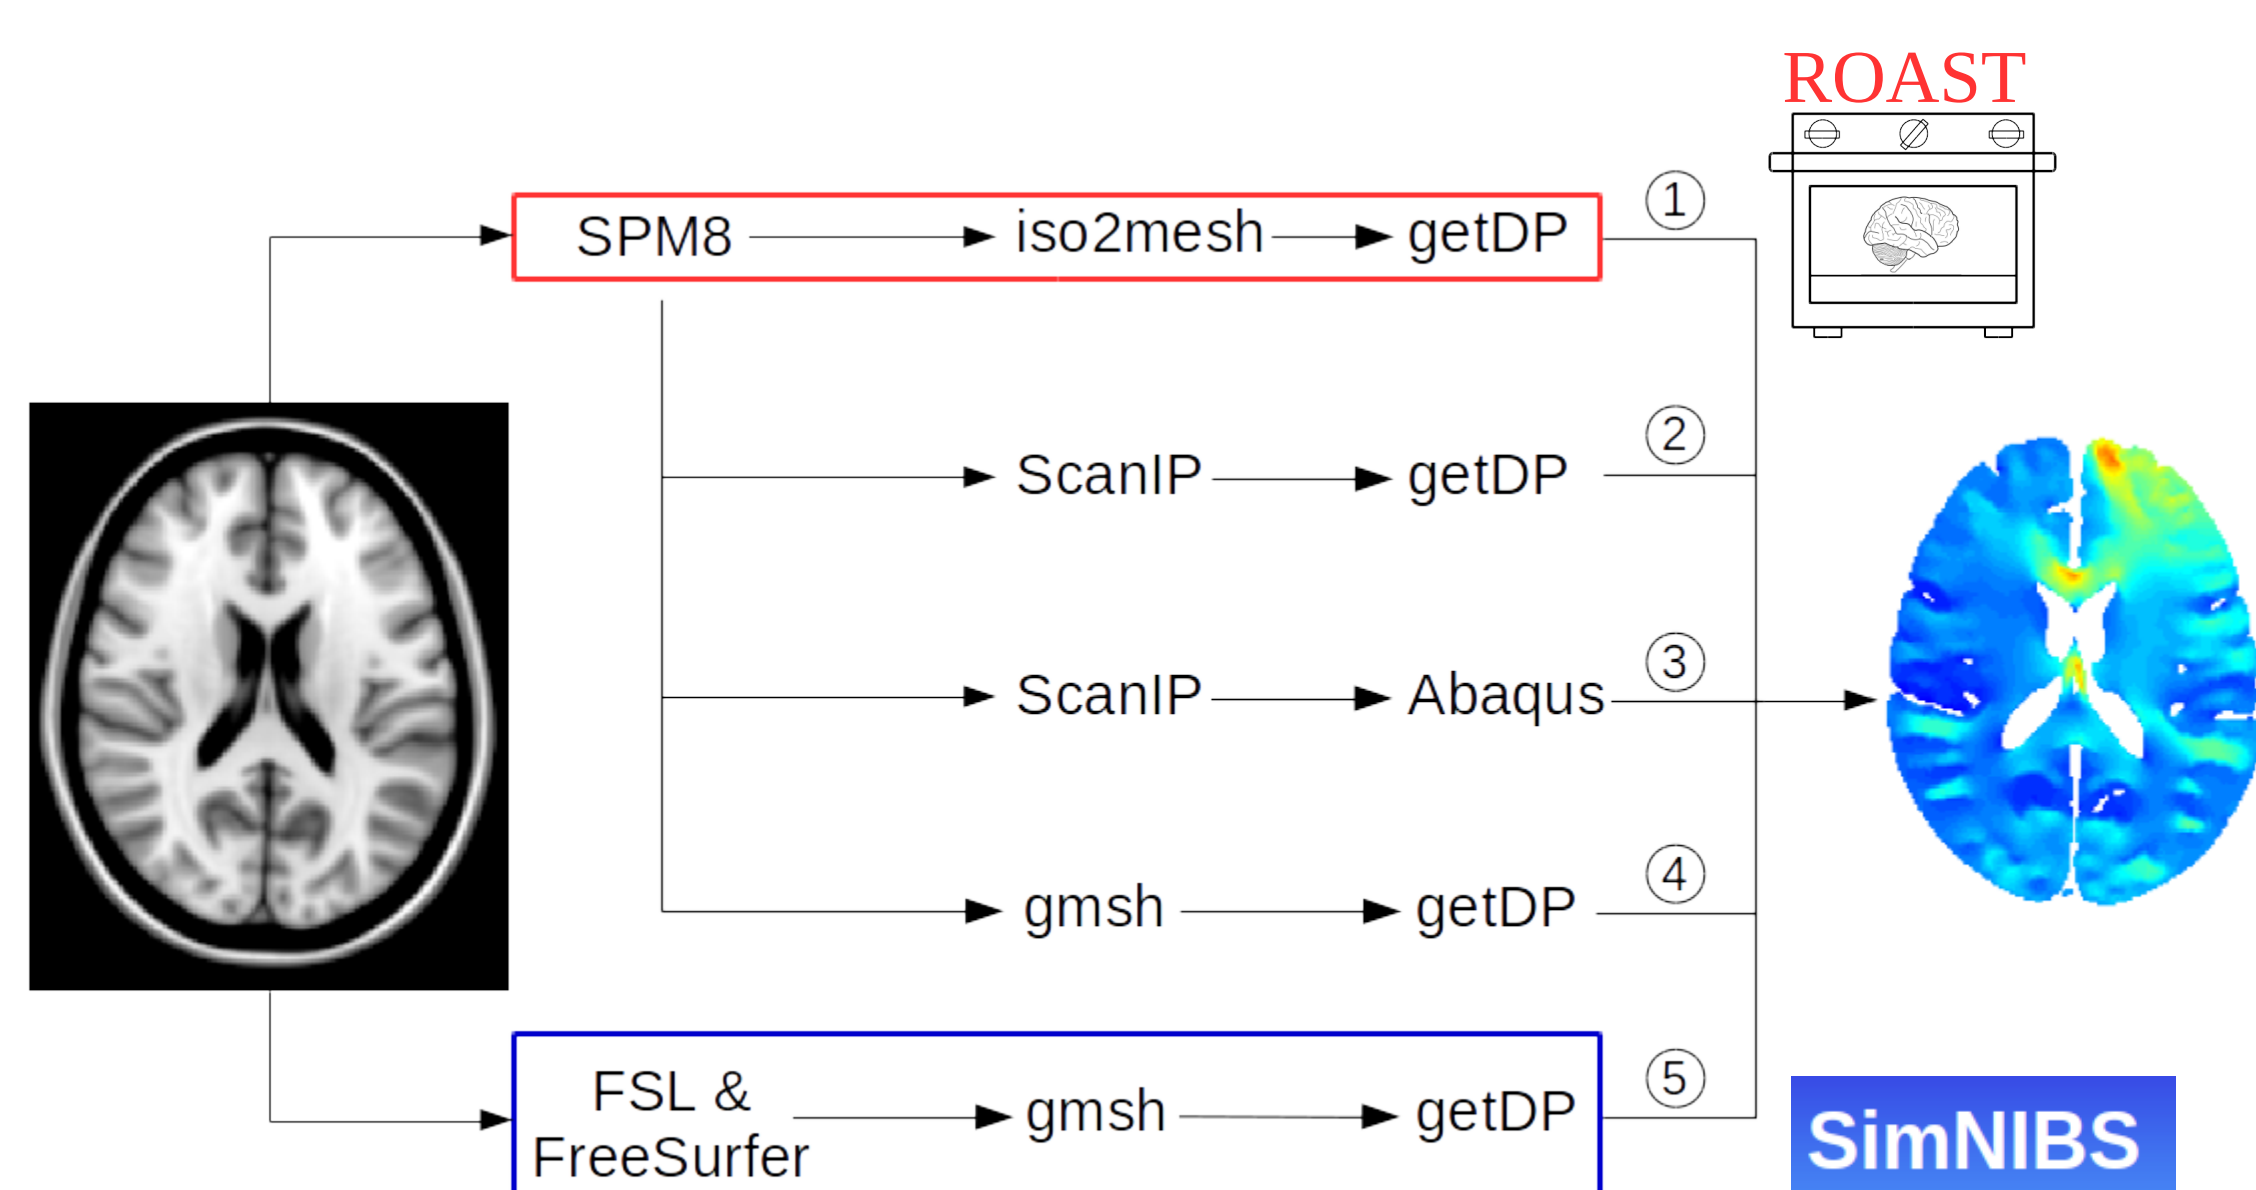 ROAST
SPM8 iso2mesh getDP 1
ScanIP getDP 2
ScanIP Abaqus 3
gmsh getDP 4
FSL & FreeSurfer gmsh getDP 5
SimNIBS